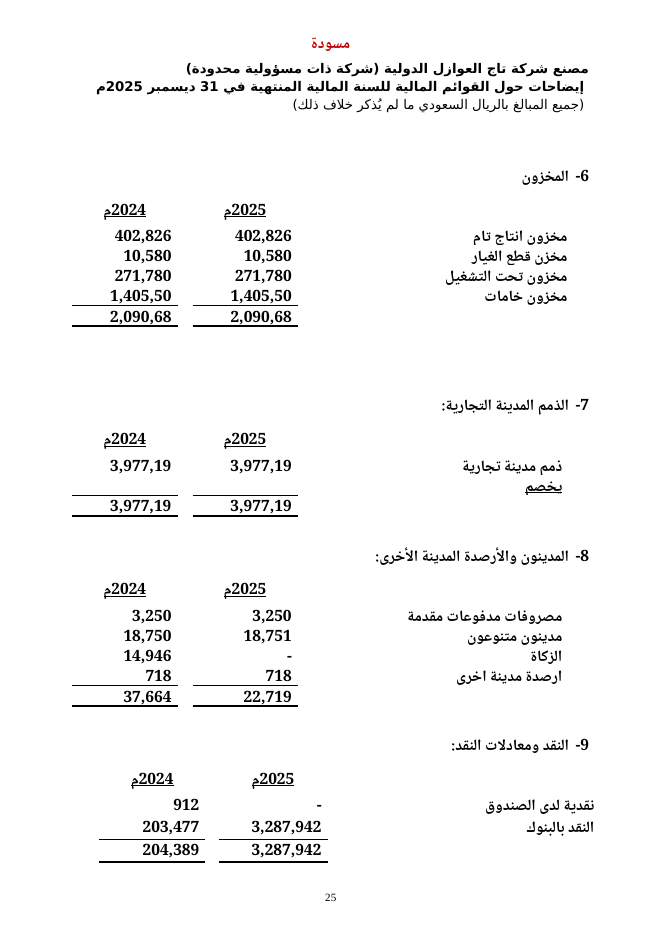 مسودة
مصنع شركة تاج العوازل الدولية (شركة ذات مسؤولية محدودة)
إيضاحات حول القوائم المالية للسنة المالية المنتهية في 31 ديسمبر 2025م
(جميع المبالغ بالريال السعودي ما لم يُذكر خلاف ذلك)
6- المخزون
2025م 2024م
مخزون انتاج تام 402,826 402,826
مخزن قطع الغيار 10,580 10,580
مخزون تحت التشغيل 271,780 271,780
مخزون خامات 1,405,50 1,405,50
2,090,68 2,090,68
7- الذمم المدينة التجارية:
2025م 2024م
ذمم مدينة تجارية 3,977,19 3,977,19
يخصم
3,977,19 3,977,19
8- المدينون والأرصدة المدينة الأخرى:
2025م 2024م
مصروفات مدفوعات مقدمة 3,250 3,250
مدينون متنوعون 18,751 18,750
الزكاة - 14,946
ارصدة مدينة اخرى 718 718
22,719 37,664
9- النقد ومعادلات النقد:
2025م 2024م
نقدية لدى الصندوق - 912
النقد بالبنوك 3,287,942 203,477
3,287,942 204,389
25